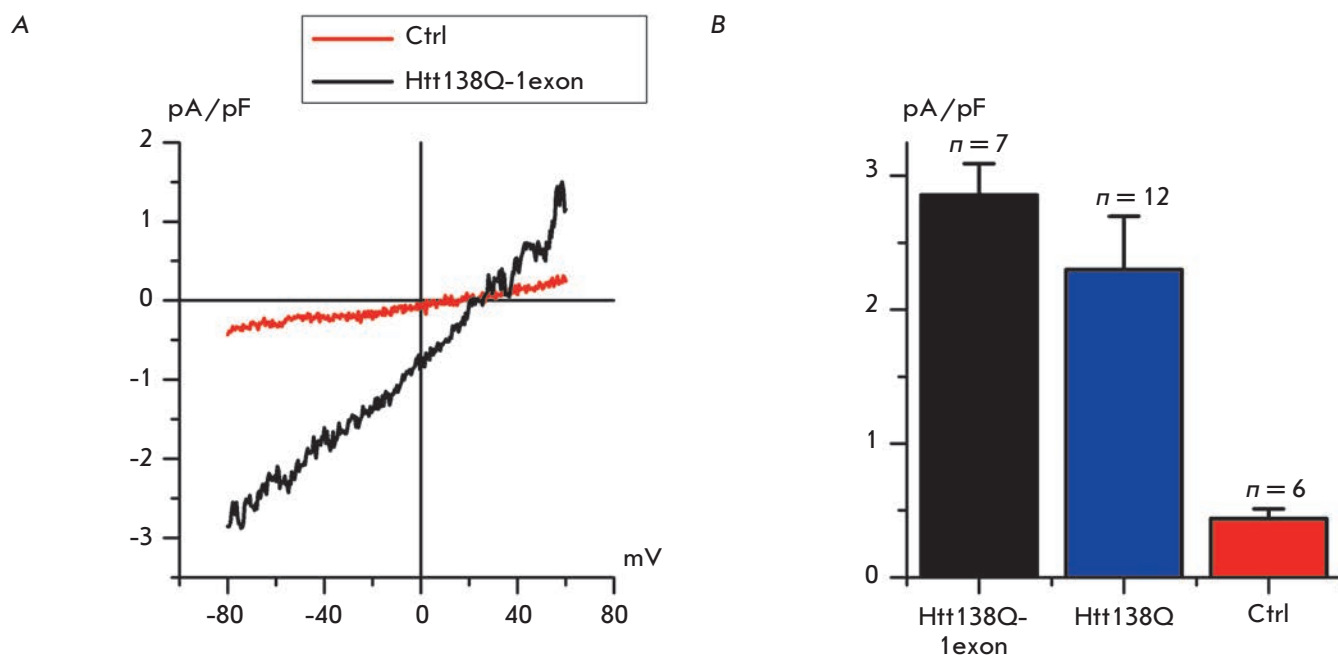 A
Ctrl
Htt138Q-1exon
pA/pF
2
1
0
-1
-2
-3
mV
-80
-40
0
40
80
B
pA/pF
n = 7
n = 12
n = 6
3
2
1
0
Htt138Q-
1exon
Htt138Q
Ctrl